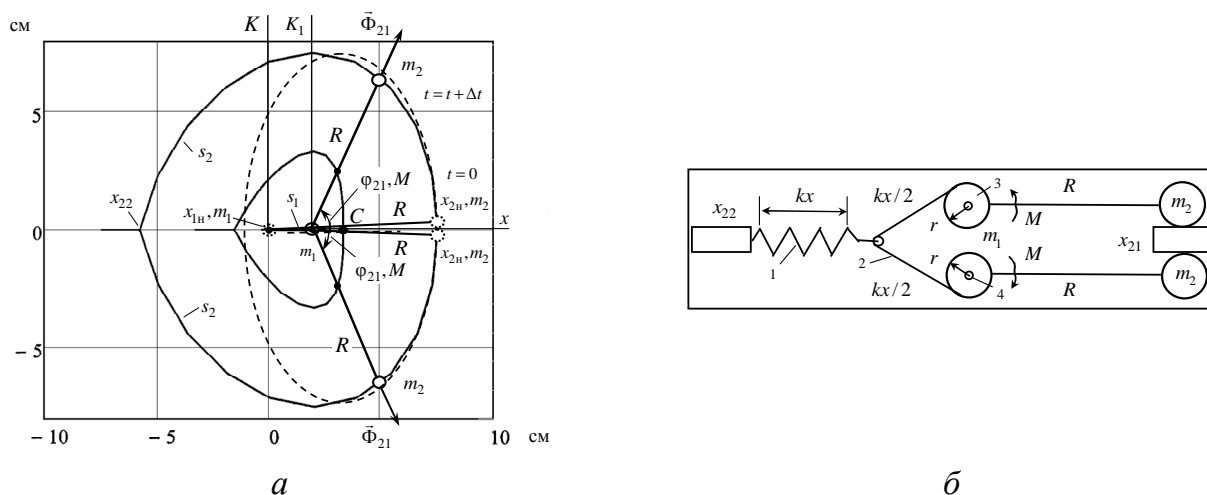 см
K K₁ Φ⃗₂₁
m₂
5
t = t + Δt
R
s₂
φ₂₁, M
t = 0
x₂₂
x₁н, m₁
s₁
R
C
x₂н, m₂
x
0
m₁
R
x₂н, m₂
φ₂₁, M
s₂
R
− 5
m₂
− 10 − 5 0 Φ⃗₂₁ 10 см
а
x₂₂
kx
kx/2
3
R
r
M
m₂
1
2
m₁
x₂₁
r
M
kx/2
4
R
m₂
б